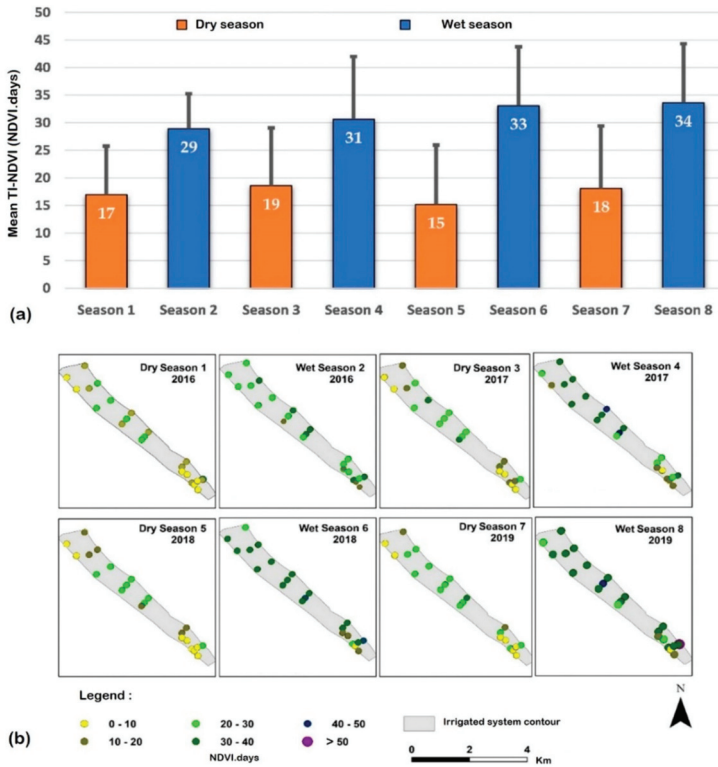 50
45
40
35
30
25
20
15
10
5
0
Mean TI-NDVI (NDVI.days)
Dry season
Wet season
17
29
19
31
15
33
18
34
Season 1
Season 2
Season 3
Season 4
Season 5
Season 6
Season 7
Season 8
(a)
Dry Season 1
2016
Wet Season 2
2016
Dry Season 3
2017
Wet Season 4
2017
Dry Season 5
2018
Wet Season 6
2018
Dry Season 7
2019
Wet Season 8
2019
Legend :
0 - 10
20 - 30
40 - 50
Irrigated system contour
10 - 20
30 - 40
> 50
NDVI.days
0
2
4
Km
N
(b)